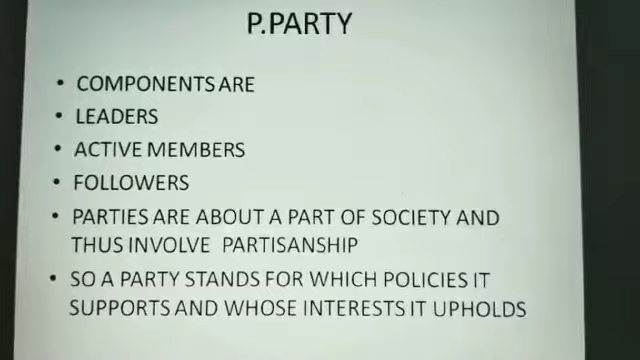 P.PARTY
• COMPONENTS ARE
• LEADERS
• ACTIVE MEMBERS
• FOLLOWERS
• PARTIES ARE ABOUT A PART OF SOCIETY AND
THUS INVOLVE PARTISANSHIP
• SO A PARTY STANDS FOR WHICH POLICIES IT
SUPPORTS AND WHOSE INTERESTS IT UPHOLDS